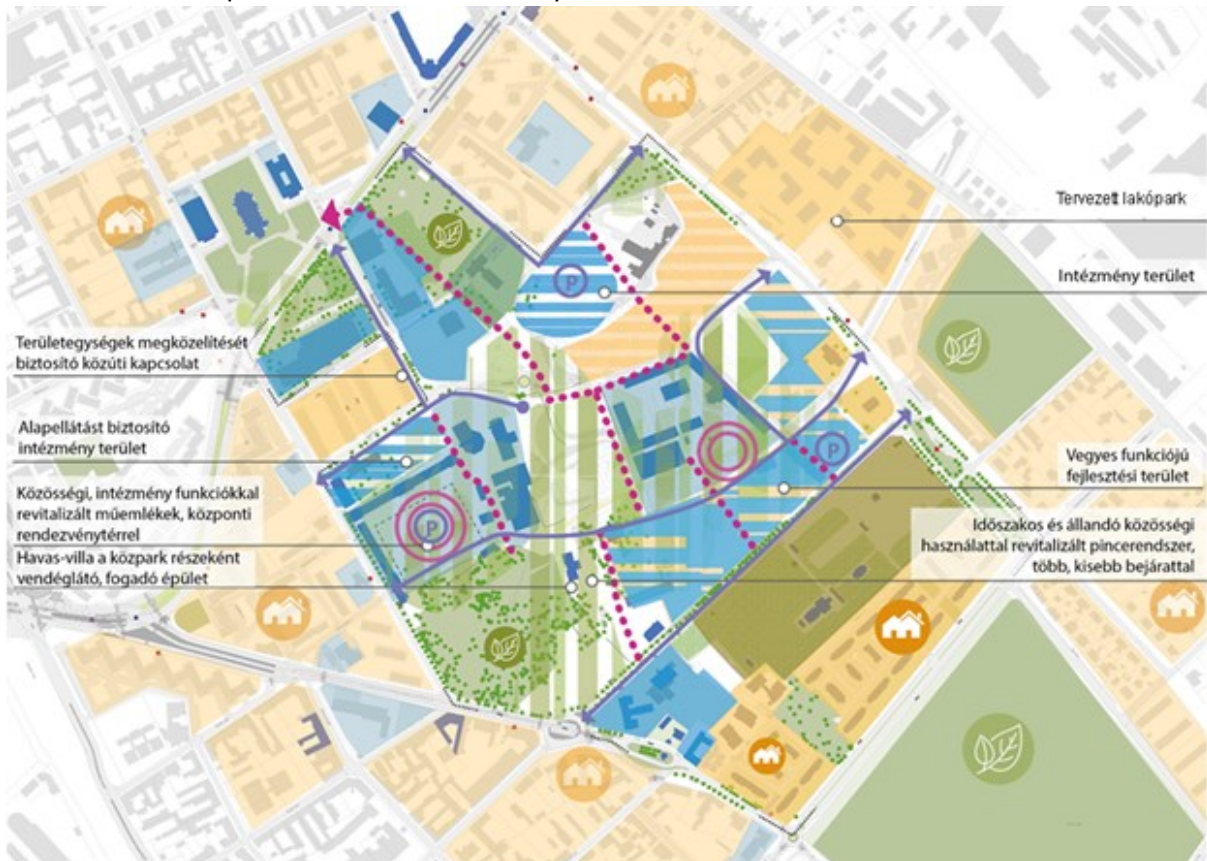 Tervezett lakópark
Intézmény terület
Területegységek megközelítését
biztosító közúti kapcsolat
Alapellátást biztosító
intézmény terület
Közösségi, intézmény funkciókkal
revitalizált műemlékek, központi
rendezvénytérrel
Havas-villa a közpark részeként
vendéglátó, fogadó épület
Vegyes funkciójú
fejlesztési terület
Időszakos és állandó közösségi
használattal revitalizált pincerendszer,
több, kisebb bejárattal
P
P
P